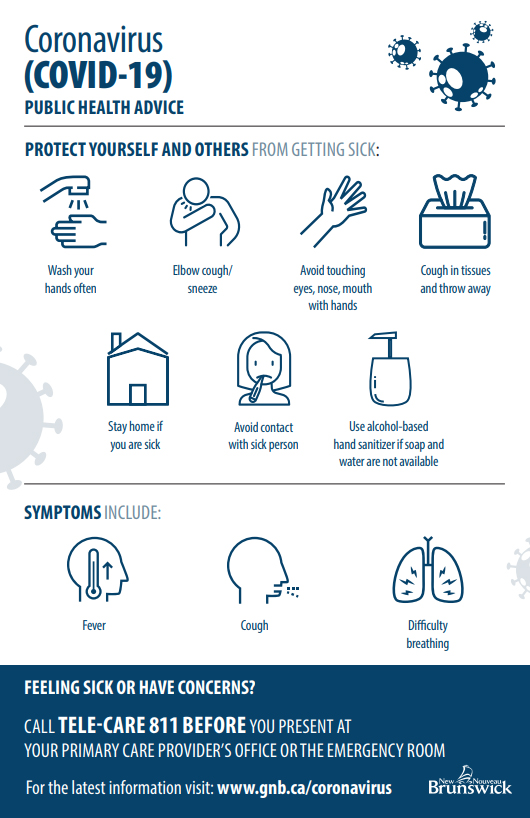 Coronavirus
(COVID-19)
PUBLIC HEALTH ADVICE
PROTECT YOURSELF AND OTHERS FROM GETTING SICK:
Wash your
hands often
Elbow cough/
sneeze
Avoid touching
eyes, nose, mouth
with hands
Cough in tissues
and throw away
Stay home if
you are sick
Avoid contact
with sick person
Use alcohol-based
hand sanitizer if soap and
water are not available
SYMPTOMS INCLUDE:
Fever
Cough
Difficulty
breathing
FEELING SICK OR HAVE CONCERNS?
CALL TELE-CARE 811 BEFORE YOU PRESENT AT
YOUR PRIMARY CARE PROVIDER'S OFFICE OR THE EMERGENCY ROOM
For the latest information visit: www.gnb.ca/coronavirus
New Nouveau
Brunswick